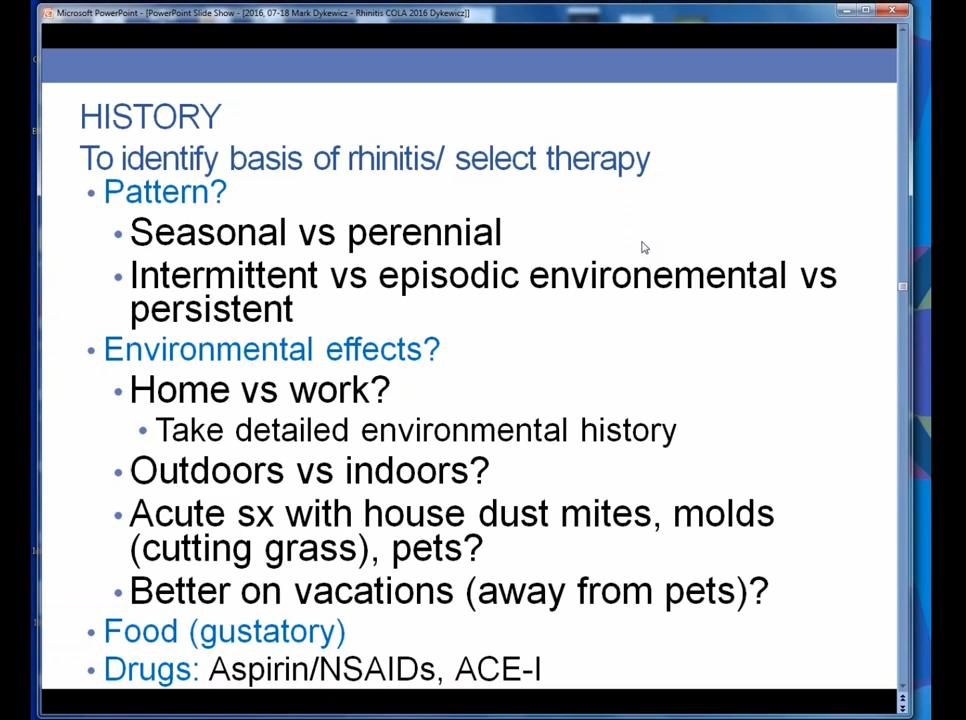 Microsoft PowerPoint - [PowerPoint Slide Show - [2016, 07-18 Mark Dykewicz - Rhinitis COLA 2016 Dykewicz]]
HISTORY
To identify basis of rhinitis/ select therapy
• Pattern?
• Seasonal vs perennial
• Intermittent vs episodic environemental vs
persistent
• Environmental effects?
• Home vs work?
• Take detailed environmental history
• Outdoors vs indoors?
• Acute sx with house dust mites, molds
(cutting grass), pets?
• Better on vacations (away from pets)?
• Food (gustatory)
• Drugs: Aspirin/NSAIDs, ACE-I